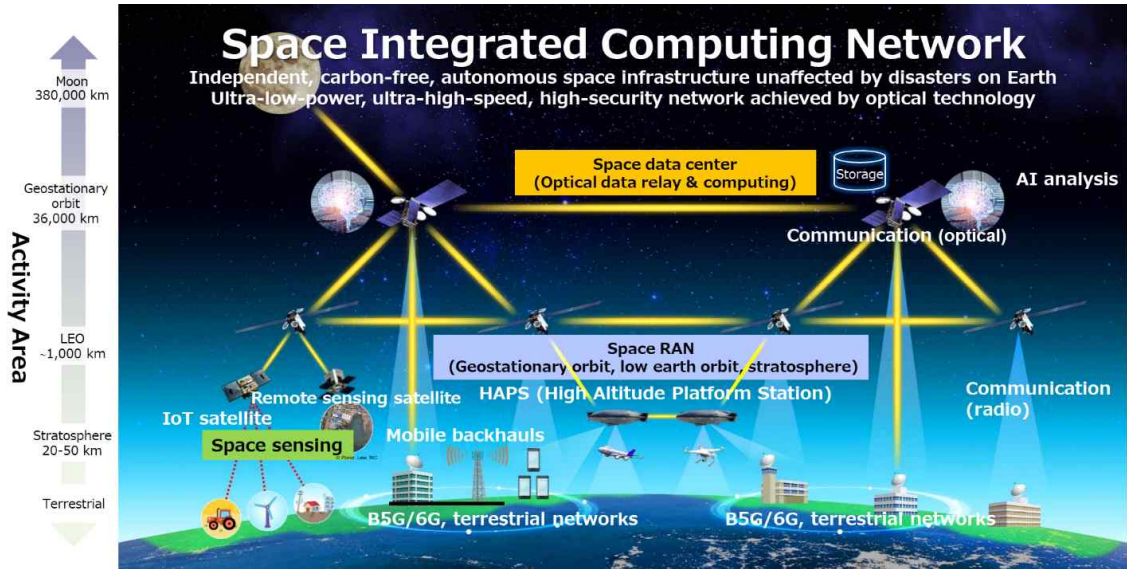 Space Integrated Computing Network
Independent, carbon-free, autonomous space infrastructure unaffected by disasters on Earth
Ultra-low-power, ultra-high-speed, high-security network achieved by optical technology
Activity Area
Moon
380,000 km
Geostationary
orbit
36,000 km
LEO
~1,000 km
Stratosphere
20-50 km
Terrestrial
Space data center
(Optical data relay & computing)
Storage
AI analysis
Communication (optical)
Space RAN
(Geostationary orbit, low earth orbit, stratosphere)
HAPS (High Altitude Platform Station)
Communication
(radio)
Remote sensing satellite
IoT satellite
Space sensing
Mobile backhauls
B5G/6G, terrestrial networks
B5G/6G, terrestrial networks